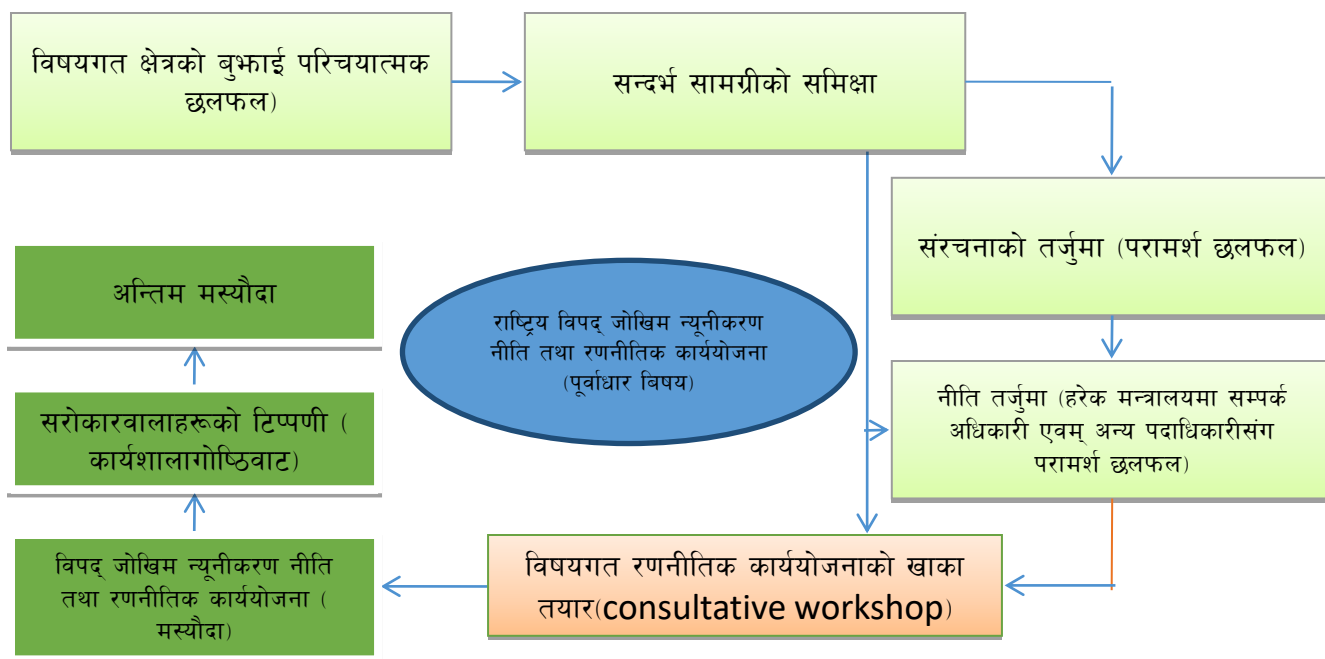 विषयगत क्षेत्रको बुझाई परिचयात्मक
छलफल)
सन्दर्भ सामग्रीको समिक्षा
संरचनाको तर्जुमा (परामर्श छलफल)
नीति तर्जुमा (हरेक मन्त्रालयमा सम्पर्क
अधिकारी एवम् अन्य पदाधिकारीसंग
परामर्श छलफल)
विषयगत रणनीतिक कार्ययोजनाको खाका
तयार(consultative workshop)
विपद् जोखिम न्यूनीकरण नीति
तथा रणनीतिक कार्ययोजना (
मस्यौदा)
सरोकारवालाहरूको टिप्पणी (
कार्यशालागोष्ठिवाट)
अन्तिम मस्यौदा
राष्ट्रिय विपद् जोखिम न्यूनीकरण
नीति तथा रणनीतिक कार्ययोजना
(पूर्वाधार बिषय)